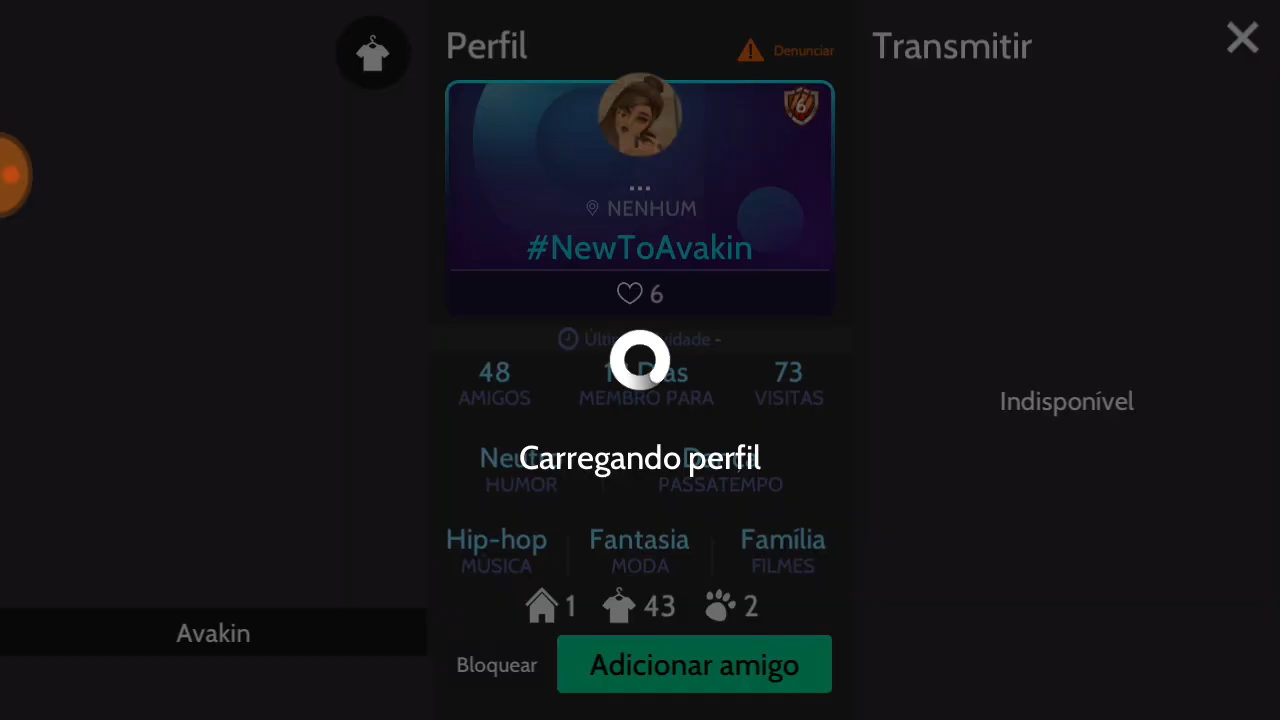 Perfil
Denunciar
Transmitir
6
...
NENHUM
#NewToAvakin
6
48
73
AMIGOS
MEMBRO PARA
VISITAS
Indisponível
Carregando perfil
HUMOR
PASSATEMPO
Hip-hop
Fantasia
Família
MÚSICA
MODA
FILMES
1
43
2
Avakin
Bloquear
Adicionar amigo